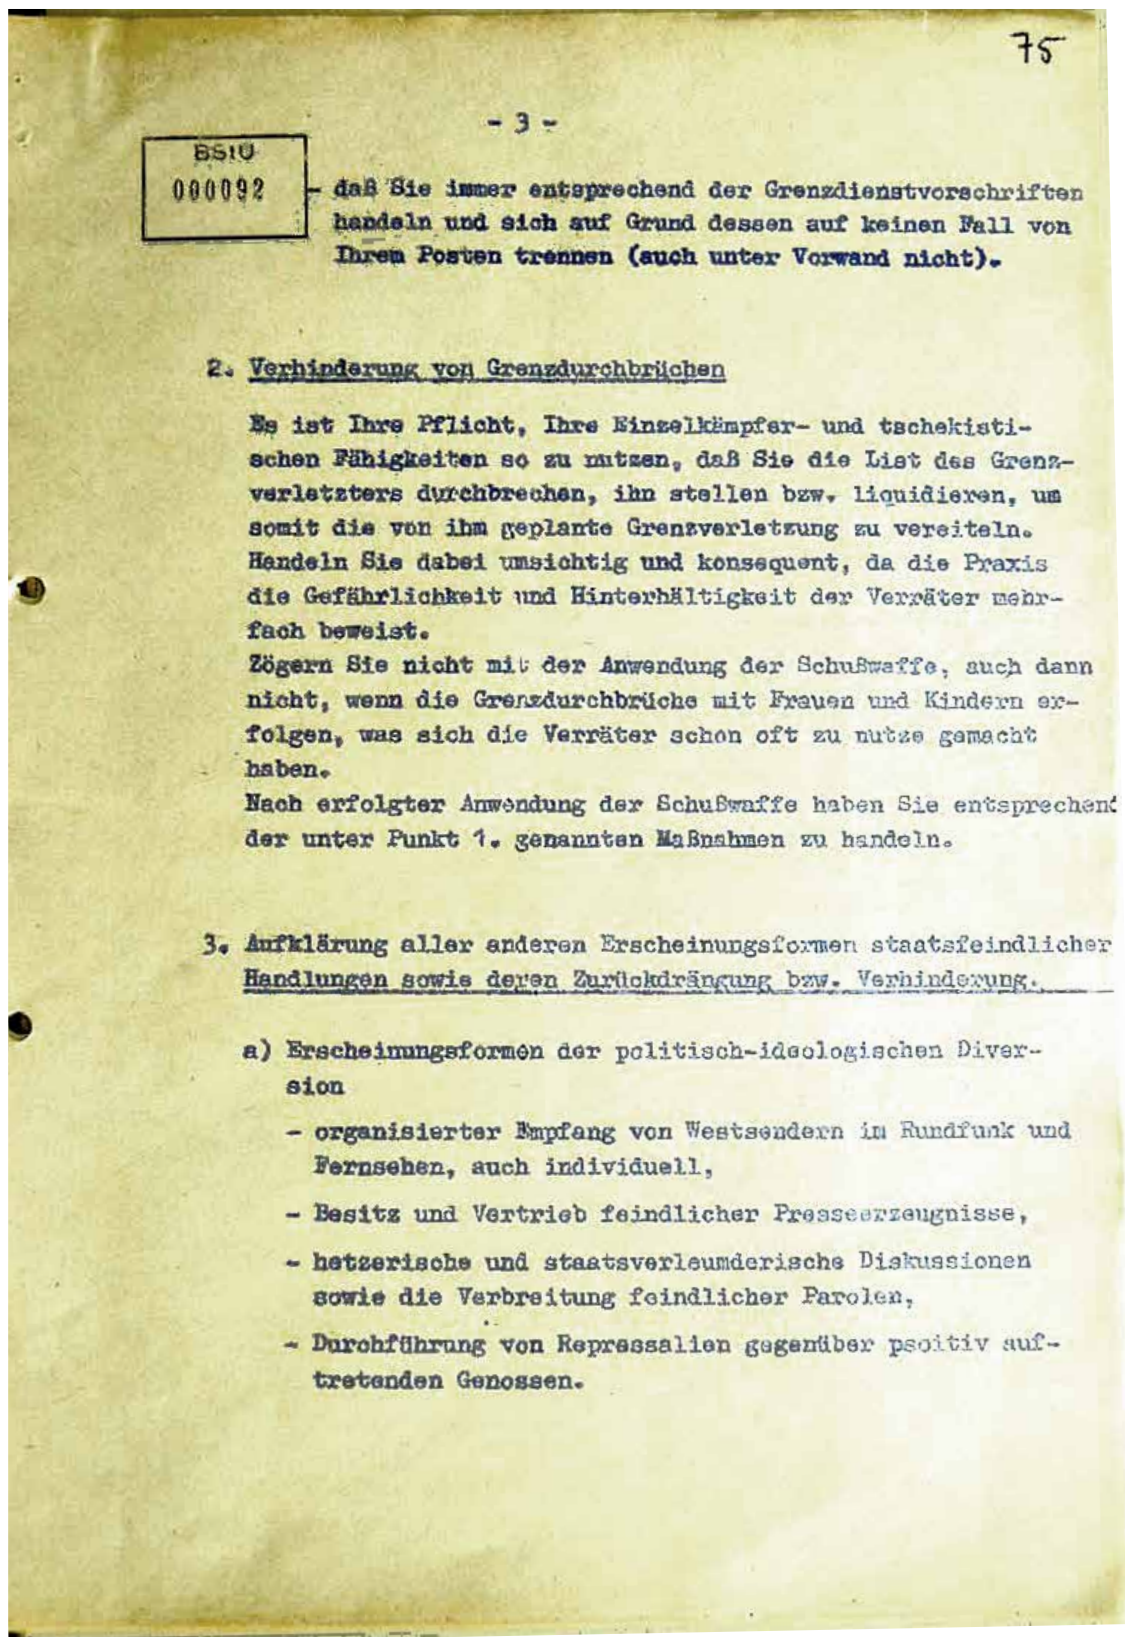 75
- 3 -
BStU
000092
- daß Sie immer entsprechend der Grenzdienstvorschriften
handeln und sich auf Grund dessen auf keinen Fall von
Ihrem Posten trennen (auch unter Vorwand nicht).
2. Verhinderung von Grenzdurchbrüchen
Es ist Ihre Pflicht, Ihre Einzelkämpfer- und tschekisti-
schen Fähigkeiten so zu nutzen, daß Sie die List des Grenz-
verletzters durchbrechen, ihn stellen bzw. liquidieren, um
somit die von ihm geplante Grenzverletzung zu vereiteln.
Handeln Sie dabei umsichtig und konsequent, da die Praxis
die Gefährlichkeit und Hinterhältigkeit der Verräter mehr-
fach beweist.
Zögern Sie nicht mit der Anwendung der Schußwaffe, auch dann
nicht, wenn die Grenzdurchbrüche mit Frauen und Kindern er-
folgen, was sich die Verräter schon oft zu nutze gemacht
haben.
Nach erfolgter Anwendung der Schußwaffe haben Sie entsprechend
der unter Punkt 1. genannten Maßnahmen zu handeln.
3. Aufklärung aller anderen Erscheinungsformen staatsfeindlicher
Handlungen sowie deren Zurückdrängung bzw. Verhinderung.
a) Erscheinungsformen der politisch-ideologischen Diver-
sion
- organisierter Empfang von Westsendern im Rundfunk und
Fernsehen, auch individuell,
- Besitz und Vertrieb feindlicher Presseerzeugnisse,
- hetzerische und staatsverleumderische Diskussionen
sowie die Verbreitung feindlicher Parolen,
- Durchführung von Repressalien gegenüber psoitiv auf-
tretenden Genossen.